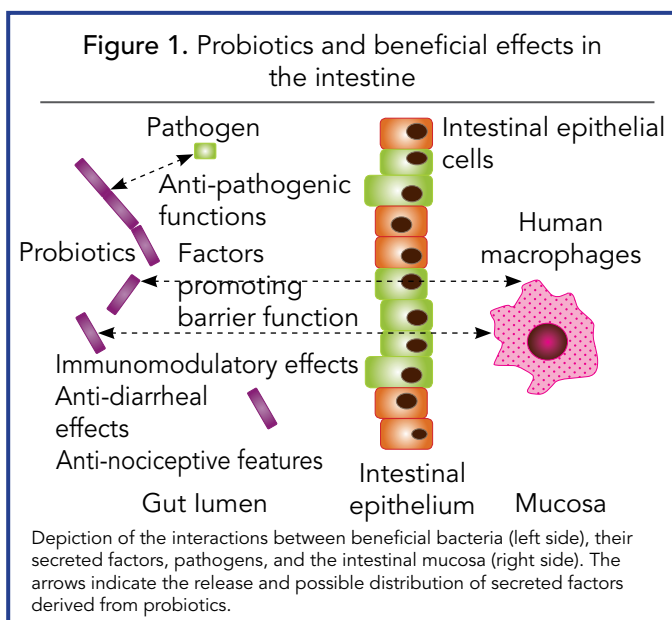 Figure 1. Probiotics and beneficial effects in
the intestine
Pathogen
Anti-pathogenic
functions
Probiotics
Factors
promoting
barrier function
Immunomodulatory effects
Anti-diarrheal
effects
Anti-nociceptive features
Gut lumen
Intestinal epithelial
cells
Intestinal
epithelium
Human
macrophages
Mucosa
Depiction of the interactions between beneficial bacteria (left side), their
secreted factors, pathogens, and the intestinal mucosa (right side). The
arrows indicate the release and possible distribution of secreted factors
derived from probiotics.